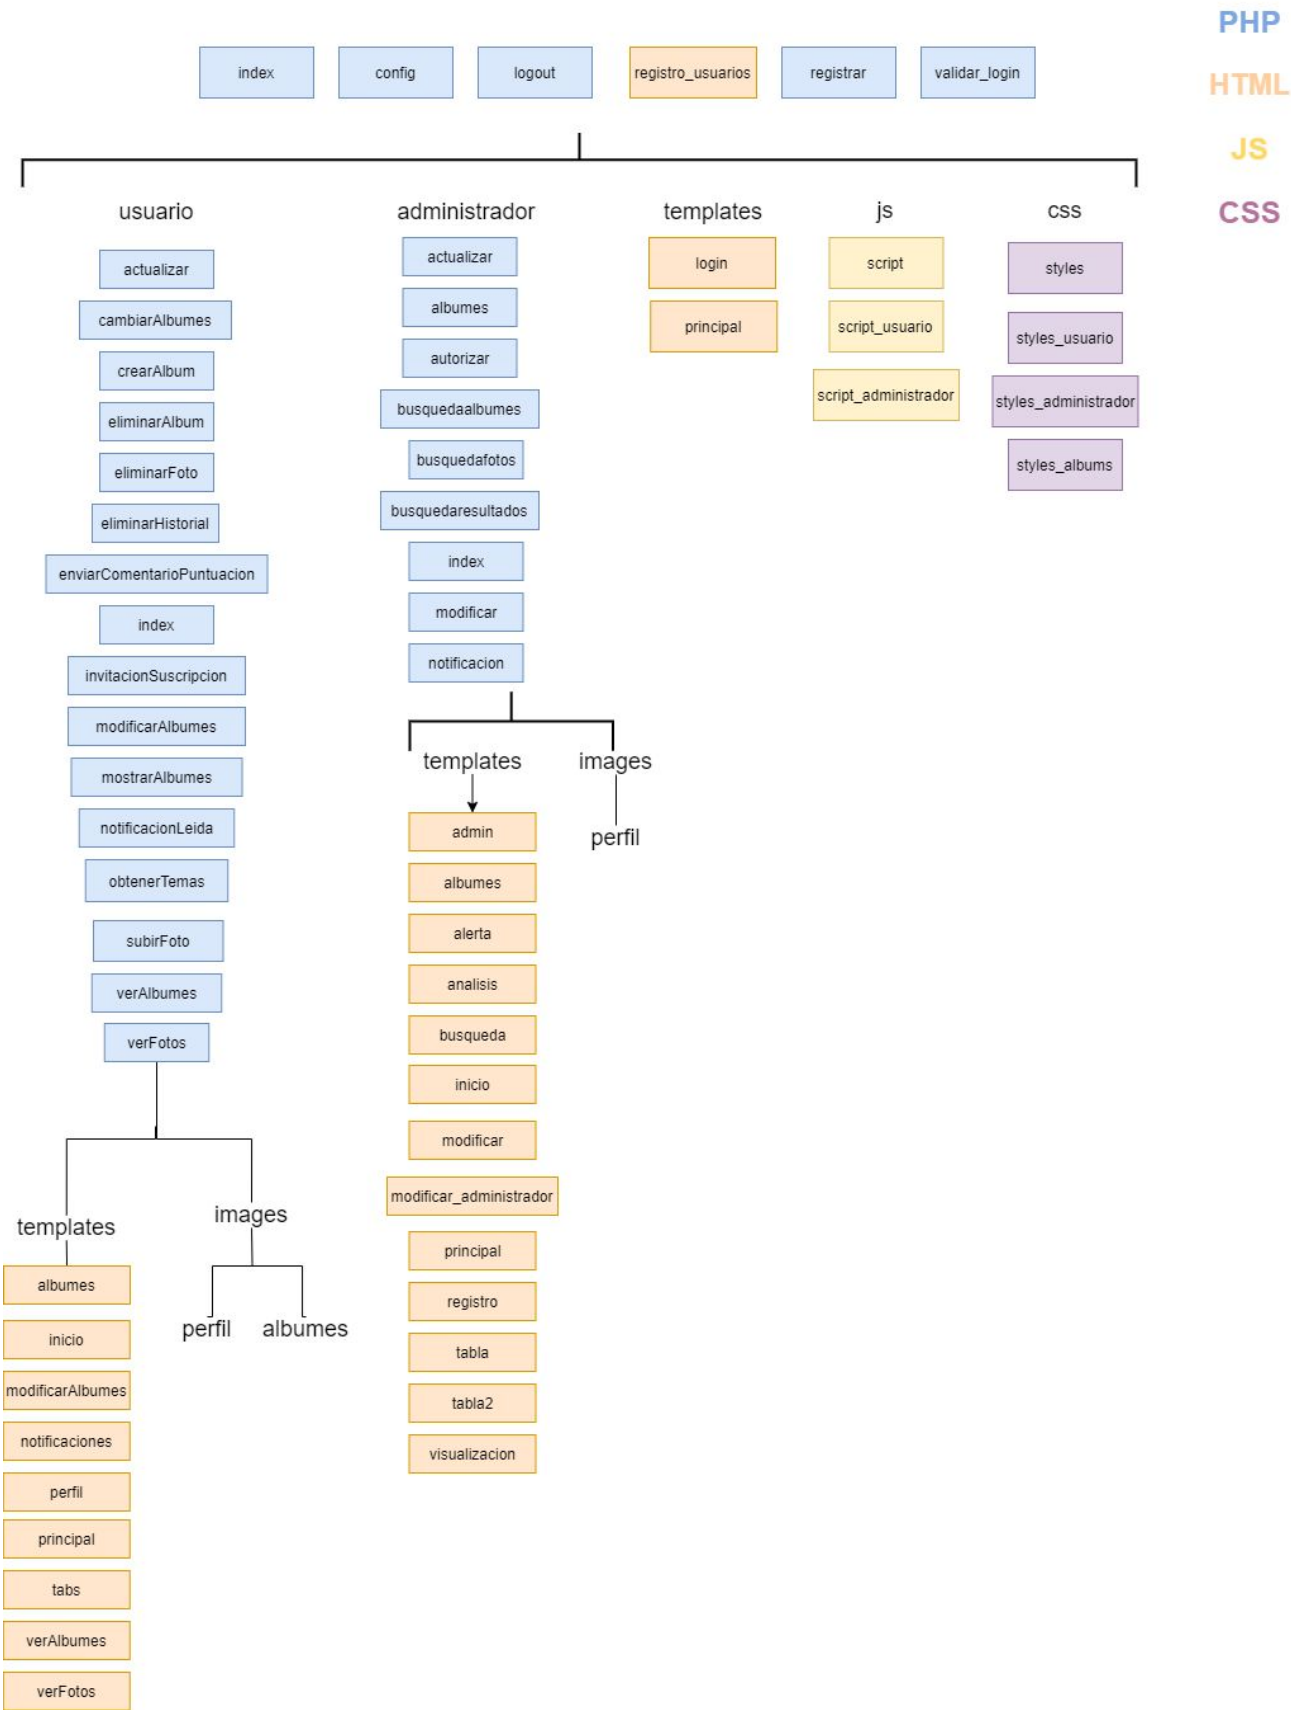 PHP
HTML
JS
CSS
index
config
logout
registro_usuarios
registrar
validar_login
usuario
actualizar
cambiarAlbumes
crearAlbum
eliminarAlbum
eliminarFoto
eliminarHistorial
enviarComentarioPuntuacion
index
invitacionSuscripcion
modificarAlbumes
mostrarAlbumes
notificacionLeida
obtenerTemas
subirFoto
verAlbumes
verFotos
templates
albumes
inicio
modificarAlbumes
notificaciones
perfil
principal
tabs
verAlbumes
verFotos
images
perfil
albumes
administrador
actualizar
albumes
autorizar
busquedaalbumes
busquedafotos
busquedaresultados
index
modificar
notificacion
templates
admin
albumes
alerta
analisis
busqueda
inicio
modificar
modificar_administrador
principal
registro
tabla
tabla2
visualizacion
images
perfil
templates
login
principal
js
script
script_usuario
script_administrador
css
styles
styles_usuario
styles_administrador
styles_albums